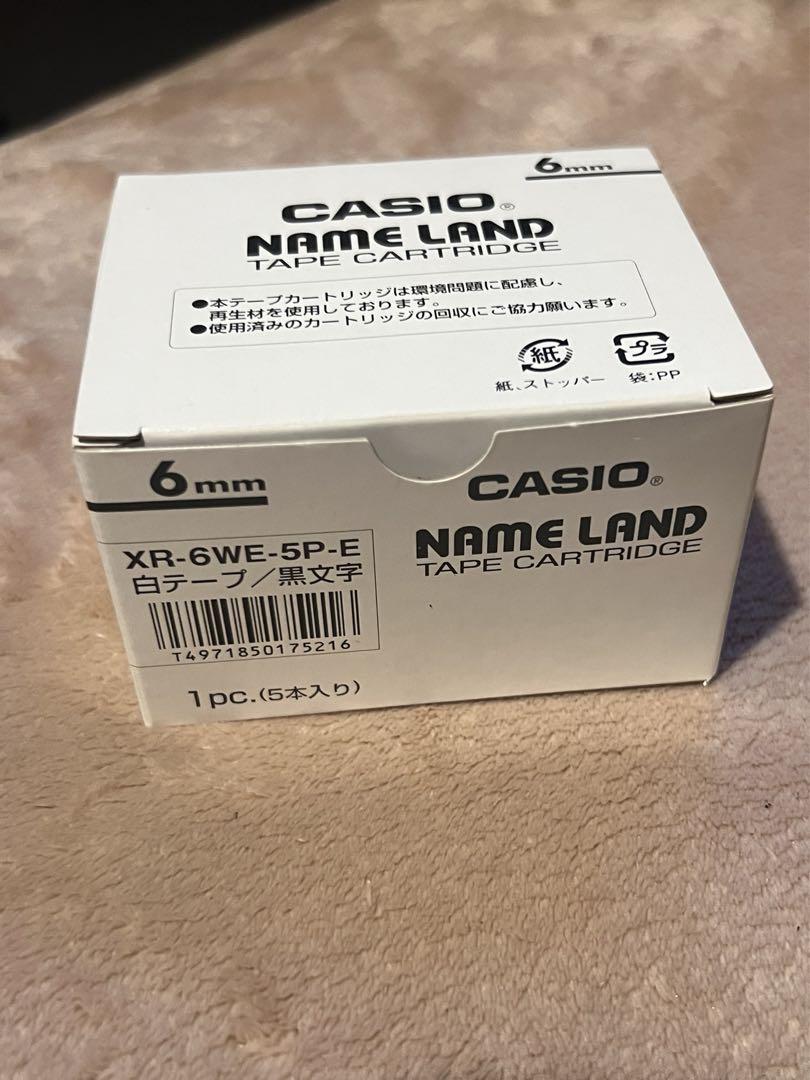 6mm
CASIO®
NAME LAND
TAPE CARTRIDGE
●本テープカートリッジは環境問題に配慮し、
再生材を使用しております。
●使用済みのカートリッジの回収にご協力願います。
紙 プラ
紙、ストッパー 袋:PP
6mm
XR-6WE-5P-E
白テープ/黒文字
T4971850175216
1pc.(5本入り)
CASIO®
NAME LAND
TAPE CARTRIDGE